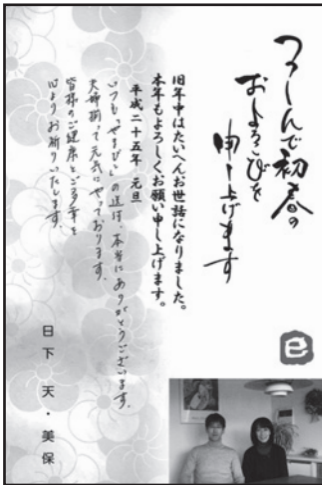 つつしんで初春の
およろこびを
申し上げます
旧年中はたいへんお世話になりました。
本年もよろしくお願い申し上げます。
平成二十五年 元旦
いつも「やまびこ」の送付、本当にありがとうございます。
夫婦揃って元気にやっております。
皆様のご健康とご多幸を
心よりお祈りいたします。
日下 天・美保